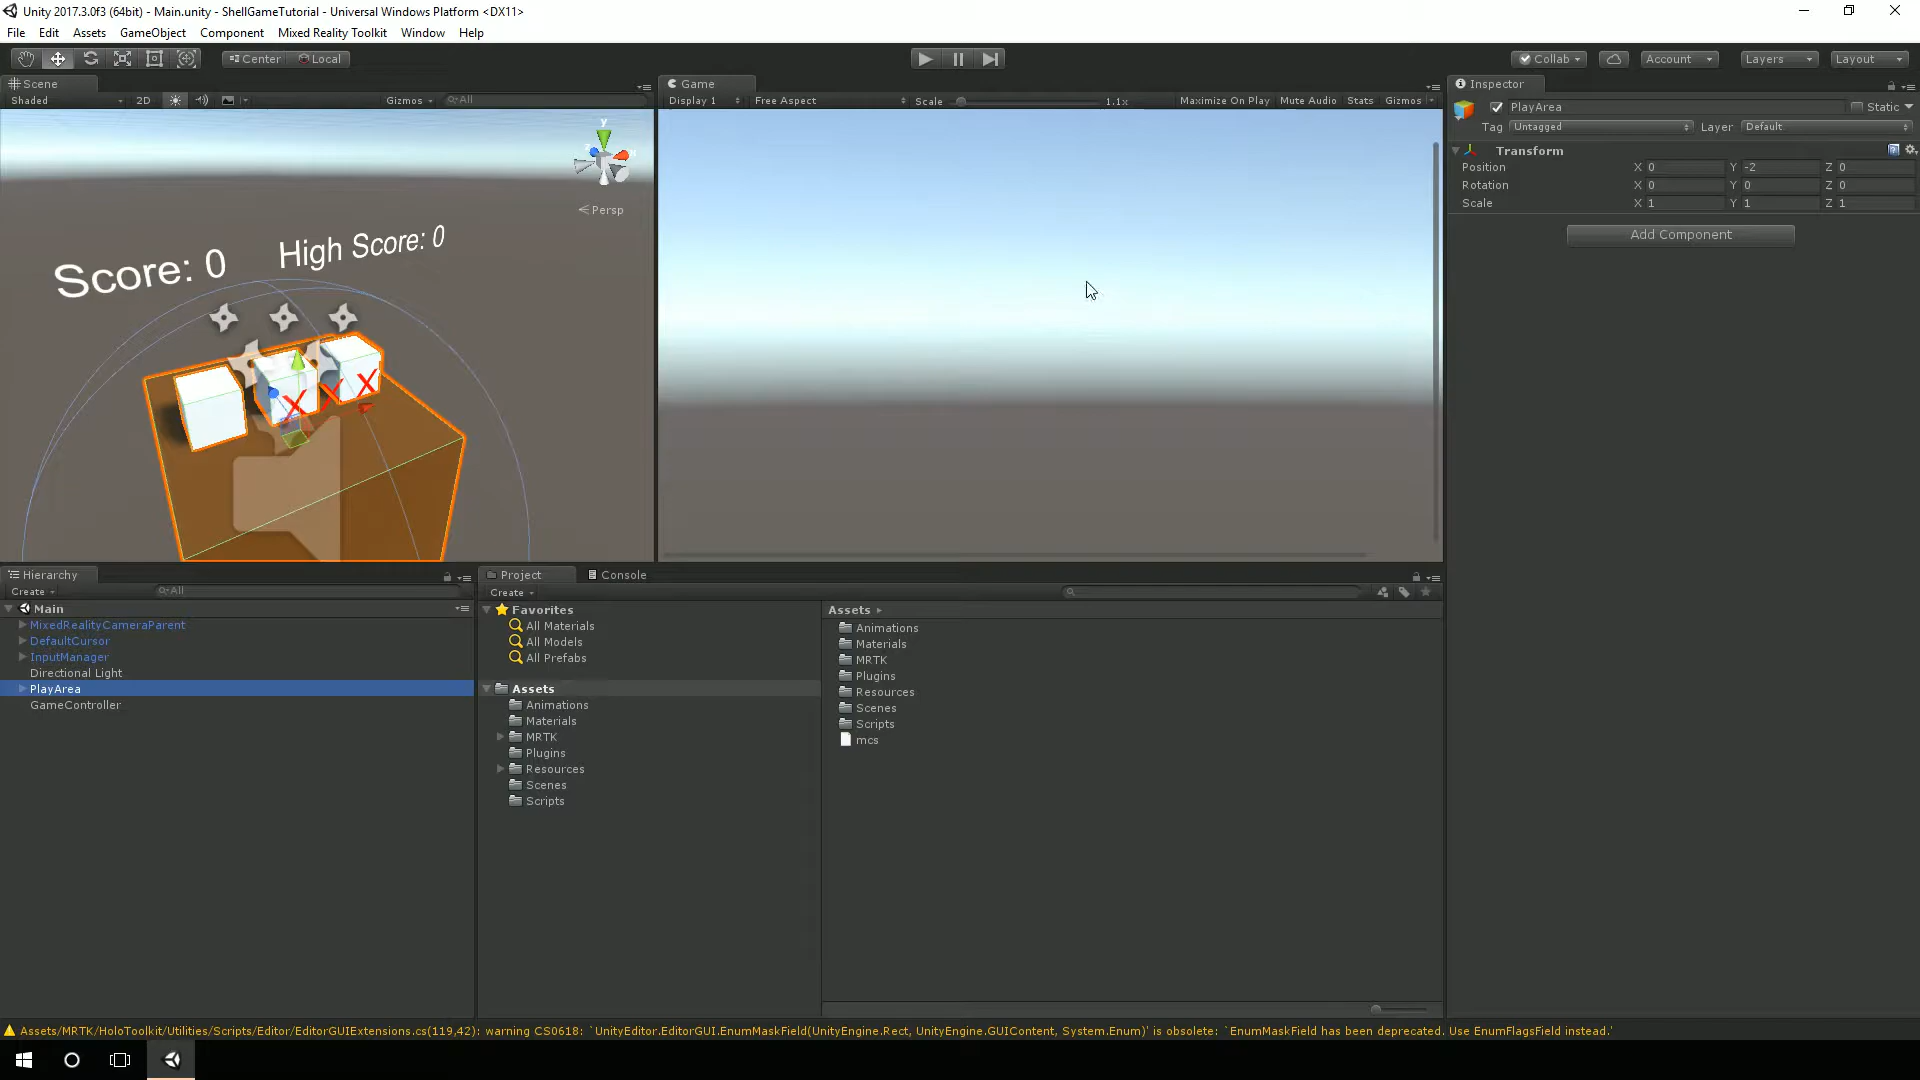 Unity 2017.3.0f3 (64bit) - Main.unity - ShellGameTutorial - Universal Windows Platform <DX11>
File Edit Assets GameObject Component Mixed Reality Toolkit Window Help
Center Local Collab Account Layers Layout
Scene
Shaded 2D Gizmos All
y
x
Persp
Score: 0 High Score: 0
X X X
Game
Display 1 Free Aspect Scale 1.1x Maximize On Play Mute Audio Stats Gizmos
Inspector
PlayArea Static
Tag Untagged Layer Default
Transform
Position X 0 Y -2 Z 0
Rotation X 0 Y 0 Z 0
Scale X 1 Y 1 Z 1
Add Component
Hierarchy
Create All
Main
MixedRealityCameraParent
DefaultCursor
InputManager
Directional Light
PlayArea
GameController
Project Console
Create
Favorites
All Materials
All Models
All Prefabs
Assets
Animations
Materials
MRTK
Plugins
Resources
Scenes
Scripts
Assets
Animations
Materials
MRTK
Plugins
Resources
Scenes
Scripts
mcs
Assets/MRTK/HoloToolkit/Utilities/Scripts/Editor/EditorGUIExtensions.cs(119,42): warning CS0618: `UnityEditor.EditorGUI.EnumMaskField(UnityEngine.Rect, UnityEngine.GUIContent, System.Enum)' is obsolete: `EnumMaskField has been deprecated. Use EnumFlagsField instead.'